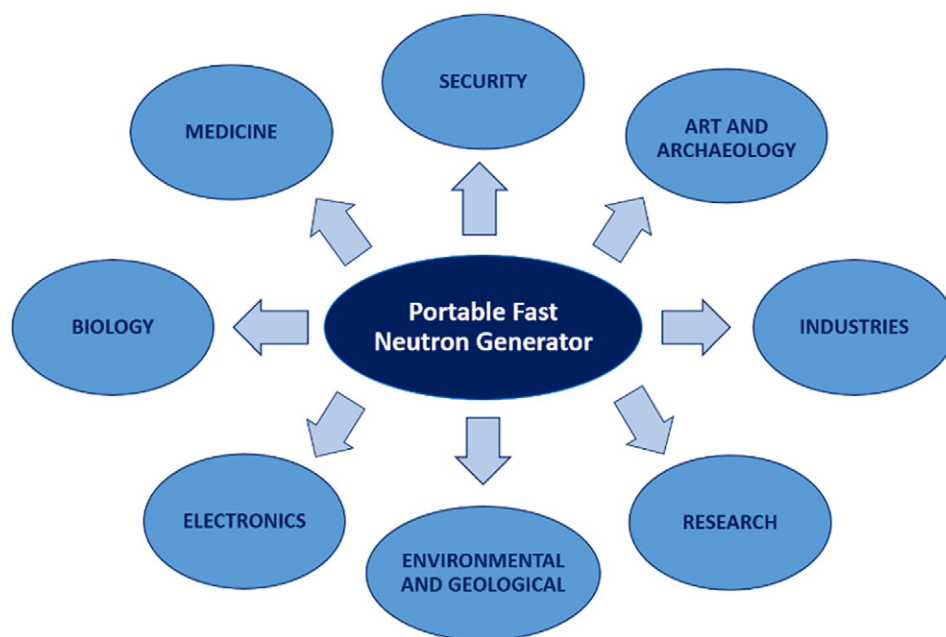 SECURITY
MEDICINE
ART AND
ARCHAEOLOGY
BIOLOGY
Portable Fast
Neutron Generator
INDUSTRIES
ELECTRONICS
RESEARCH
ENVIRONMENTAL
AND GEOLOGICAL